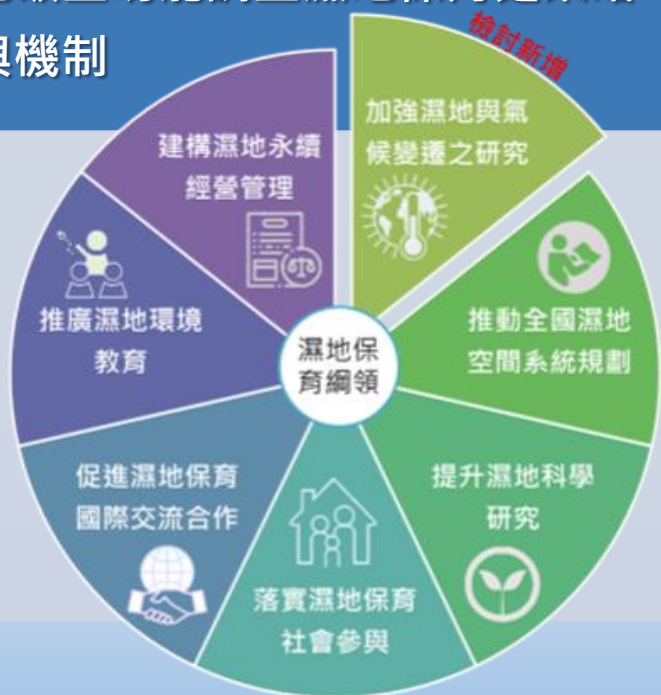 與機制
檢討新增
加強濕地與氣
候變遷之研究
推動全國濕地
空間系統規劃
提升濕地科學
研究
落實濕地保育
社會參與
促進濕地保育
國際交流合作
推廣濕地環境
教育
建構濕地永續
經營管理
濕地保
育綱領